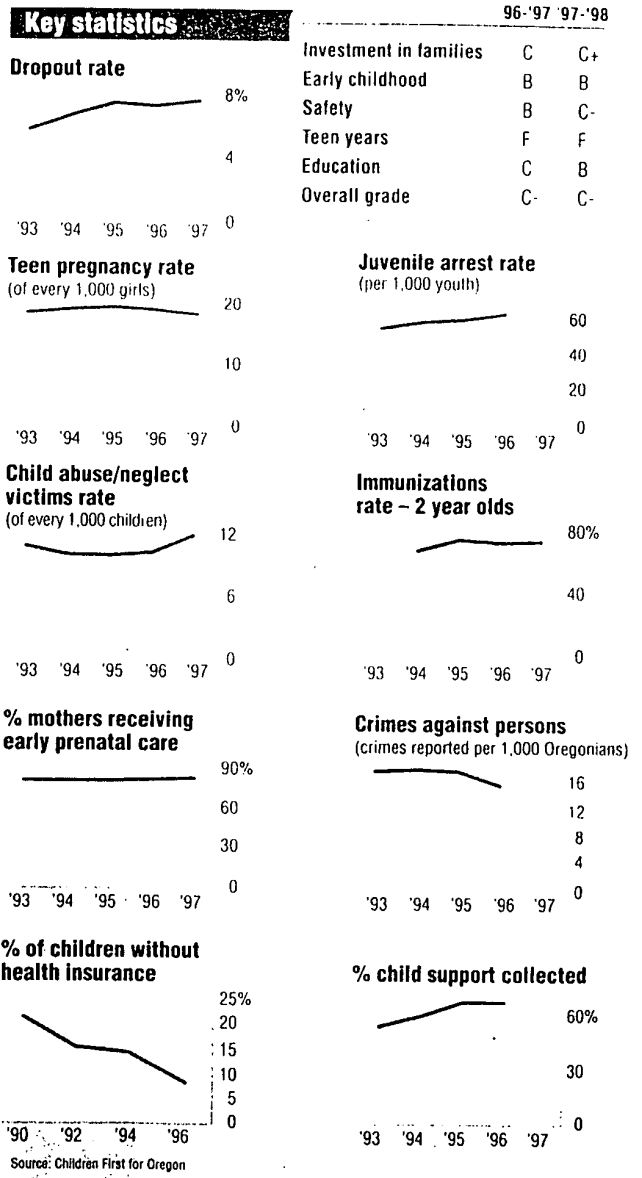 Key statistics
96-'97 '97-'98
Investment in families C C+
Early childhood B B
Safety B C-
Teen years F F
Education C B
Overall grade C- C-
Dropout rate
8%
4
0
'93 '94 '95 '96 '97
Teen pregnancy rate
(of every 1,000 girls)
20
10
0
'93 '94 '95 '96 '97
Juvenile arrest rate
(per 1,000 youth)
60
40
20
0
'93 '94 '95 '96 '97
Child abuse/neglect
victims rate
(of every 1,000 children)
12
6
0
'93 '94 '95 '96 '97
Immunizations
rate – 2 year olds
80%
40
0
'93 '94 '95 '96 '97
% mothers receiving
early prenatal care
90%
60
30
0
'93 '94 '95 '96 '97
Crimes against persons
(crimes reported per 1,000 Oregonians)
16
12
8
4
0
'93 '94 '95 '96 '97
% of children without
health insurance
25%
20
15
10
5
0
'90 '92 '94 '96
% child support collected
60%
30
0
'93 '94 '95 '96 '97
Source: Children First for Oregon